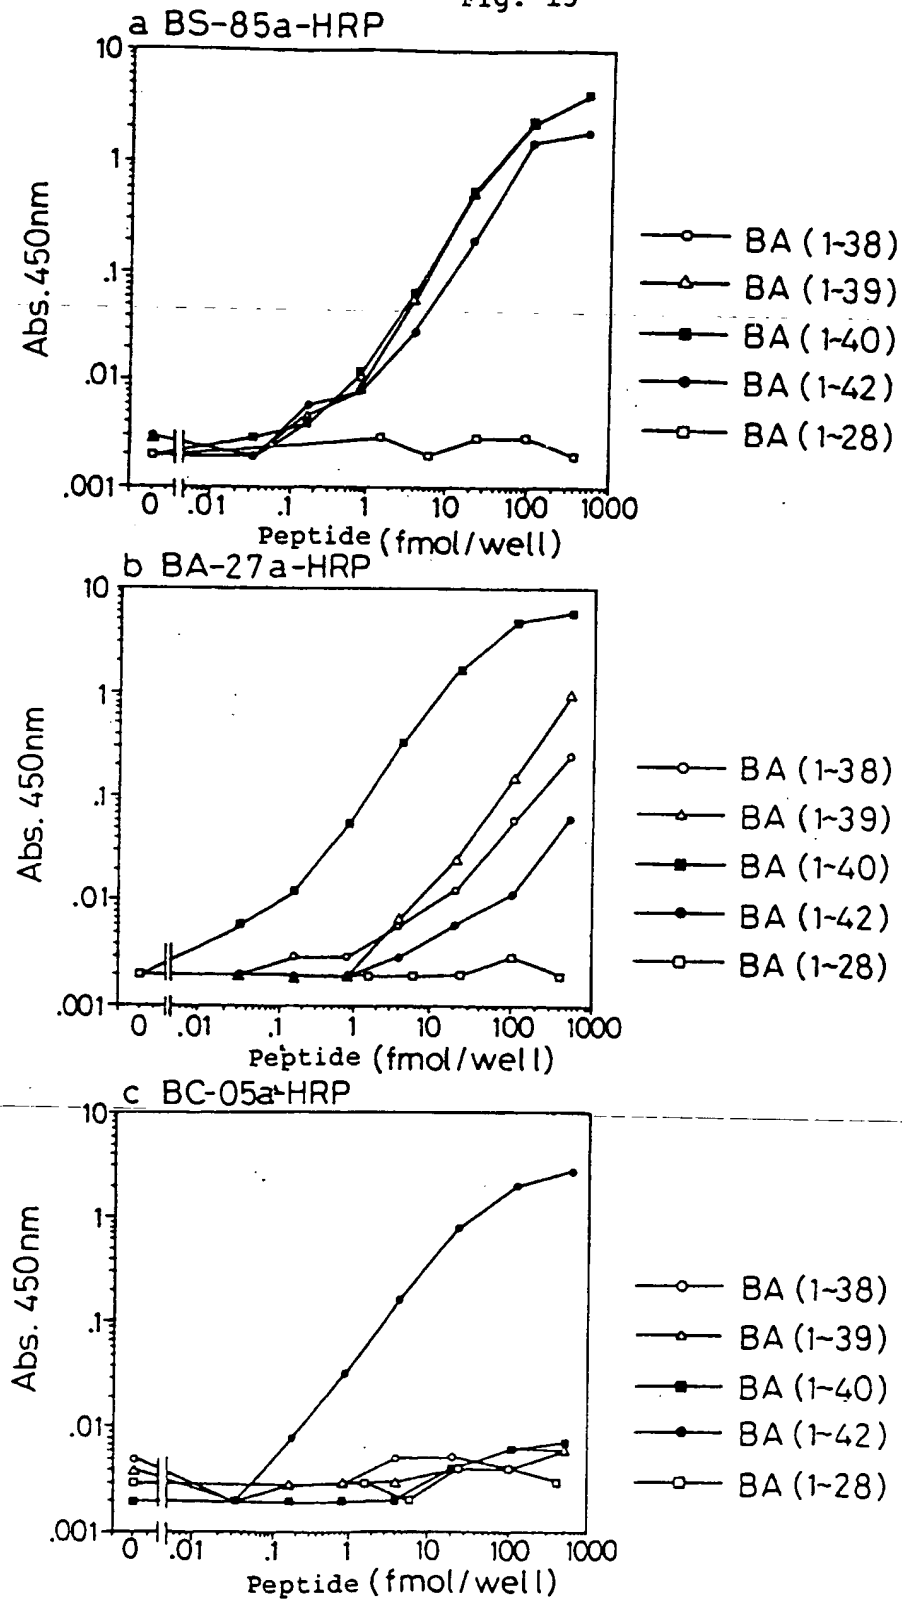 Fig. 15
a BS-85a-HRP
10
1
.1
.01
.001
Abs. 450nm
0 .01 .1 1 10 100 1000
Peptide (fmol/well)
BA (1~38)
BA (1~39)
BA (1~40)
BA (1~42)
BA (1~28)
b BA-27a-HRP
10
1
.1
.01
.001
Abs. 450nm
0 .01 .1 1 10 100 1000
Peptide (fmol/well)
BA (1~38)
BA (1~39)
BA (1~40)
BA (1~42)
BA (1~28)
c BC-05a-HRP
10
1
.1
.01
.001
Abs. 450nm
0 .01 .1 1 10 100 1000
Peptide (fmol/well)
BA (1~38)
BA (1~39)
BA (1~40)
BA (1~42)
BA (1~28)